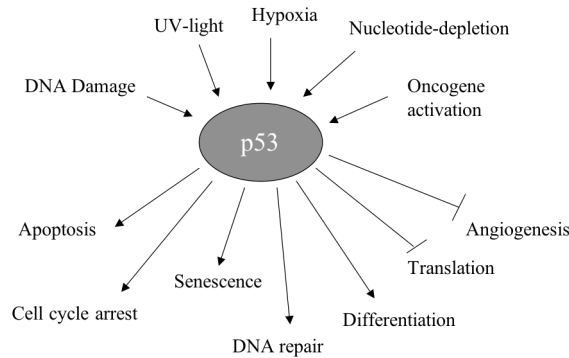 Hypoxia
UV-light
Nucleotide-depletion
DNA Damage
Oncogene
activation
p53
Apoptosis
Angiogenesis
Translation
Senescence
Cell cycle arrest
Differentiation
DNA repair